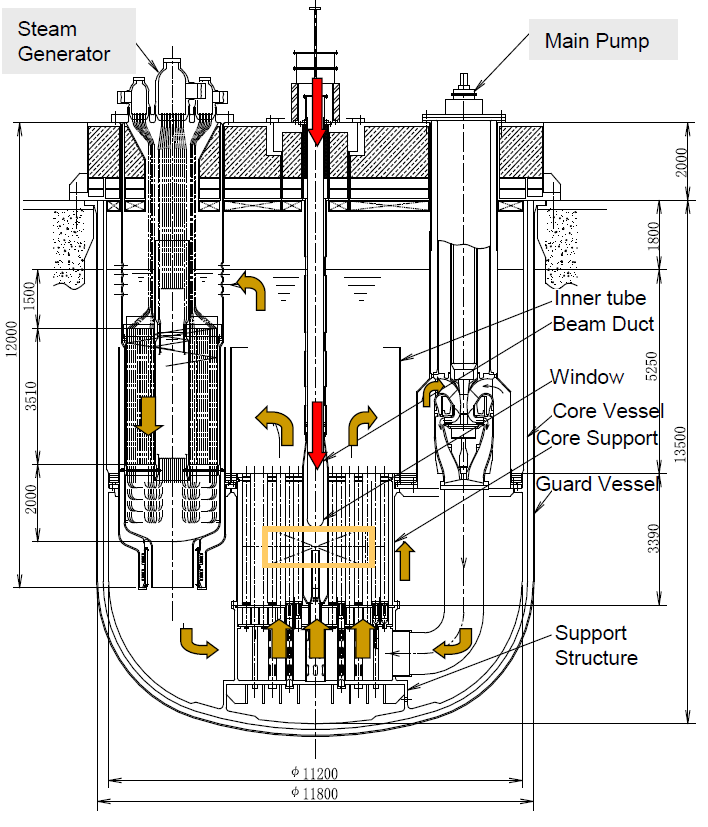 Steam
Generator
Main Pump
2000
1800
1500
12000
Inner tube
Beam Duct
5250
3510
Window
Core Vessel
Core Support
13500
Guard Vessel
2000
3390
Support
Structure
φ11200
φ11800